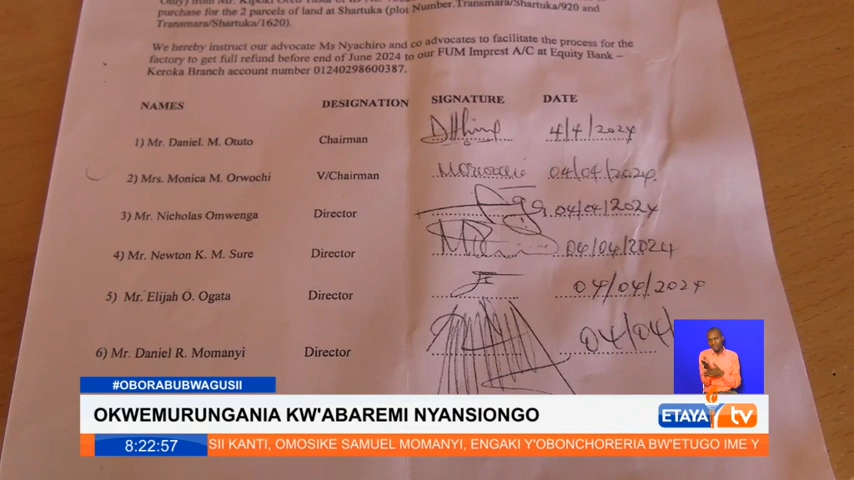 purchase for the 2 parcels of land at Shartuka (plot Number.Transmara/Shartuka/920 and
Transmara/Shartuka/1620).
We hereby instruct our advocate Ms Nyachiro and co advocates to facilitate the process for the
factory to get full refund before end of June 2024 to our FUM Imprest A/C at Equity Bank –
Keroka Branch account number 01240298600387.
NAMES DESIGNATION SIGNATURE DATE
1) Mr. Daniel. M. Otuto Chairman 4/4/2024
2) Mrs. Monica M. Orwochi V/Chairman 04/04/2024
3) Mr. Nicholas Omwenga Director 04/04/2024
4) Mr. Newton K. M. Sure Director 04/04/2024
5) Mr. Elijah O. Ogata Director 04/04/2024
6) Mr. Daniel R. Momanyi Director 04/04/
#OBORABUBWAGUSII
OKWEMURUNGANIA KW'ABAREMI NYANSIONGO
ETAYA tv
8:22:57 SII KANTI, OMOSIKE SAMUEL MOMANYI, ENGAKI Y'OBONCHORERIA BW'ETUGO IME Y